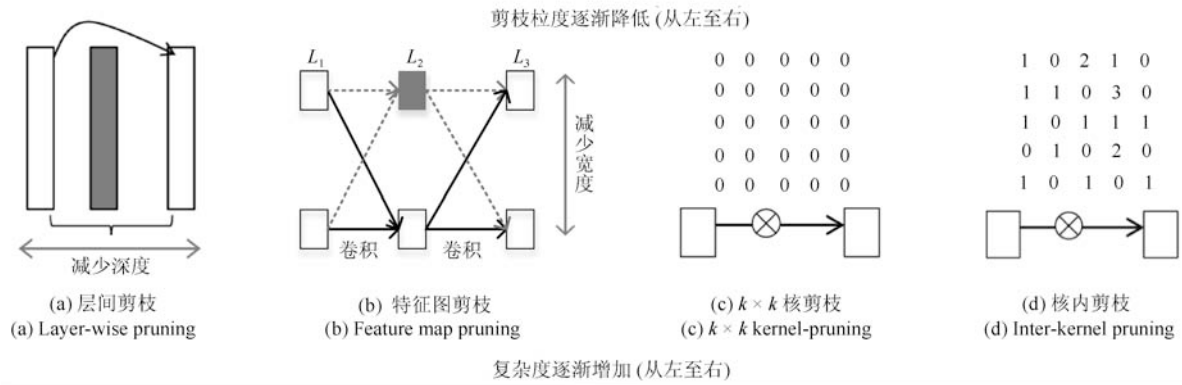 剪枝粒度逐渐降低 (从左至右)
减少深度
(a) 层间剪枝
(a) Layer-wise pruning
L1 L2 L3
减少宽度
卷积 卷积
(b) 特征图剪枝
(b) Feature map pruning
0 0 0 0 0
0 0 0 0 0
0 0 0 0 0
0 0 0 0 0
0 0 0 0 0
(c) k × k 核剪枝
(c) k × k kernel-pruning
1 0 2 1 0
1 1 0 3 0
1 0 1 1 1
0 1 0 2 0
1 0 1 0 1
(d) 核内剪枝
(d) Inter-kernel pruning
复杂度逐渐增加 (从左至右)